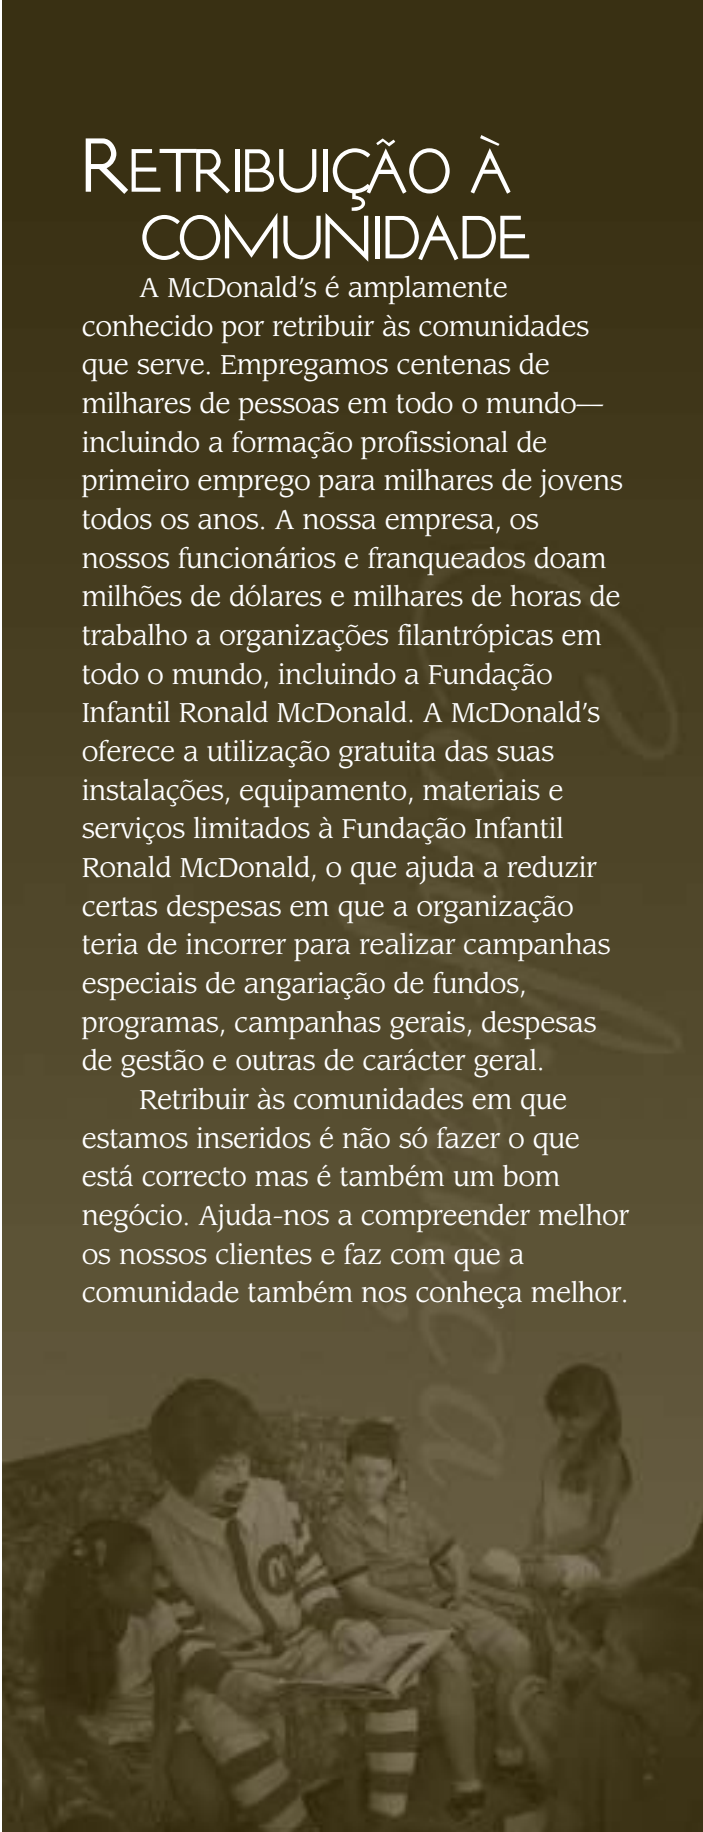 RETRIBUIÇÃO À
COMUNIDADE
A McDonald’s é amplamente
conhecido por retribuir às comunidades
que serve. Empregamos centenas de
milhares de pessoas em todo o mundo—
incluindo a formação profissional de
primeiro emprego para milhares de jovens
todos os anos. A nossa empresa, os
nossos funcionários e franqueados doam
milhões de dólares e milhares de horas de
trabalho a organizações filantrópicas em
todo o mundo, incluindo a Fundação
Infantil Ronald McDonald. A McDonald’s
oferece a utilização gratuita das suas
instalações, equipamento, materiais e
serviços limitados à Fundação Infantil
Ronald McDonald, o que ajuda a reduzir
certas despesas em que a organização
teria de incorrer para realizar campanhas
especiais de angariação de fundos,
programas, campanhas gerais, despesas
de gestão e outras de carácter geral.
Retribuir às comunidades em que
estamos inseridos é não só fazer o que
está correcto mas é também um bom
negócio. Ajuda-nos a compreender melhor
os nossos clientes e faz com que a
comunidade também nos conheça melhor.
Confiança